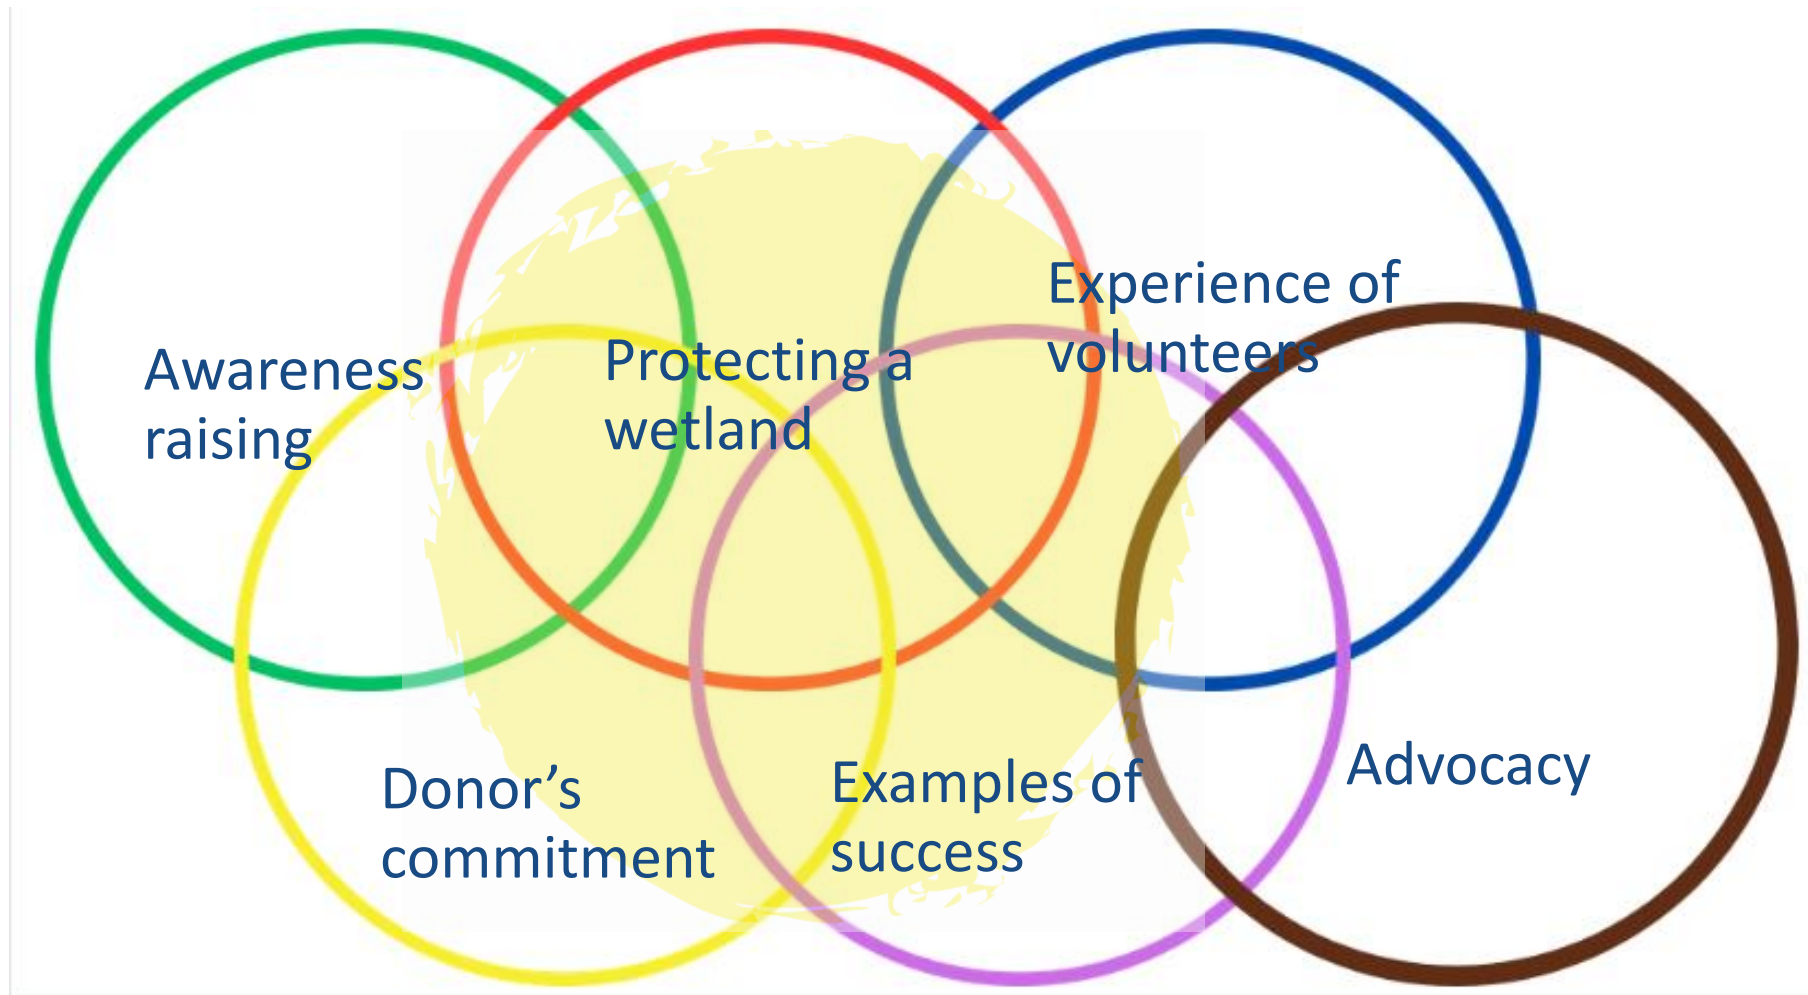 Awareness
raising
Protecting a
wetland
Experience of
volunteers
Donor’s
commitment
Examples of
success
Advocacy